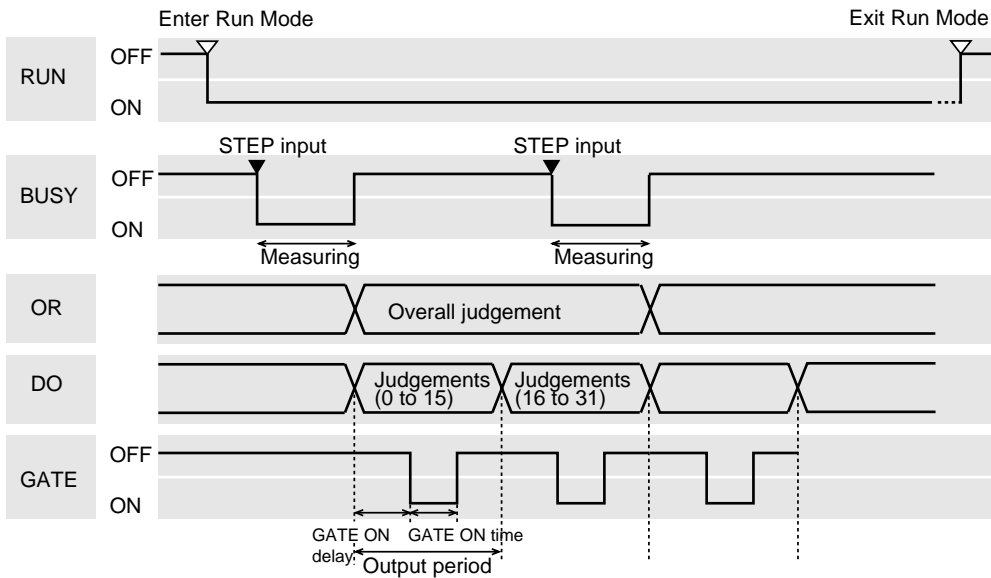 Enter Run Mode
Exit Run Mode
RUN
OFF
ON
STEP input
STEP input
BUSY
OFF
ON
Measuring
Measuring
OR
Overall judgement
DO
Judgements
(0 to 15)
Judgements
(16 to 31)
GATE
OFF
ON
GATE ON
delay
GATE ON time
Output period